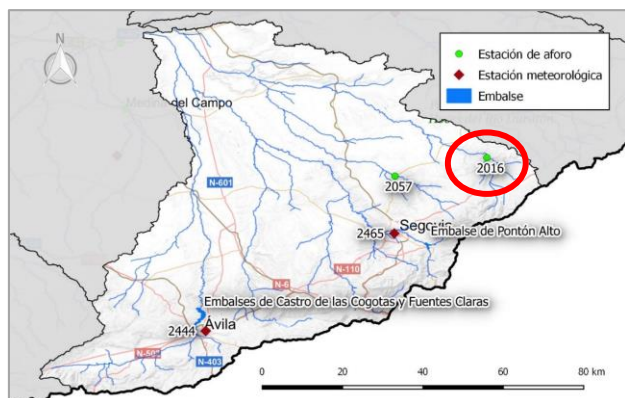 Estación de aforo
Estación meteorológica
Embalse
Medina del Campo
N-601
2016
2057
2465
Segovia
Embalse de Pontón Alto
N-110
N-6
Embalses de Castro de las Cogotas y Fuentes Claras
2444
Ávila
N-403
0 20 40 60 80 km